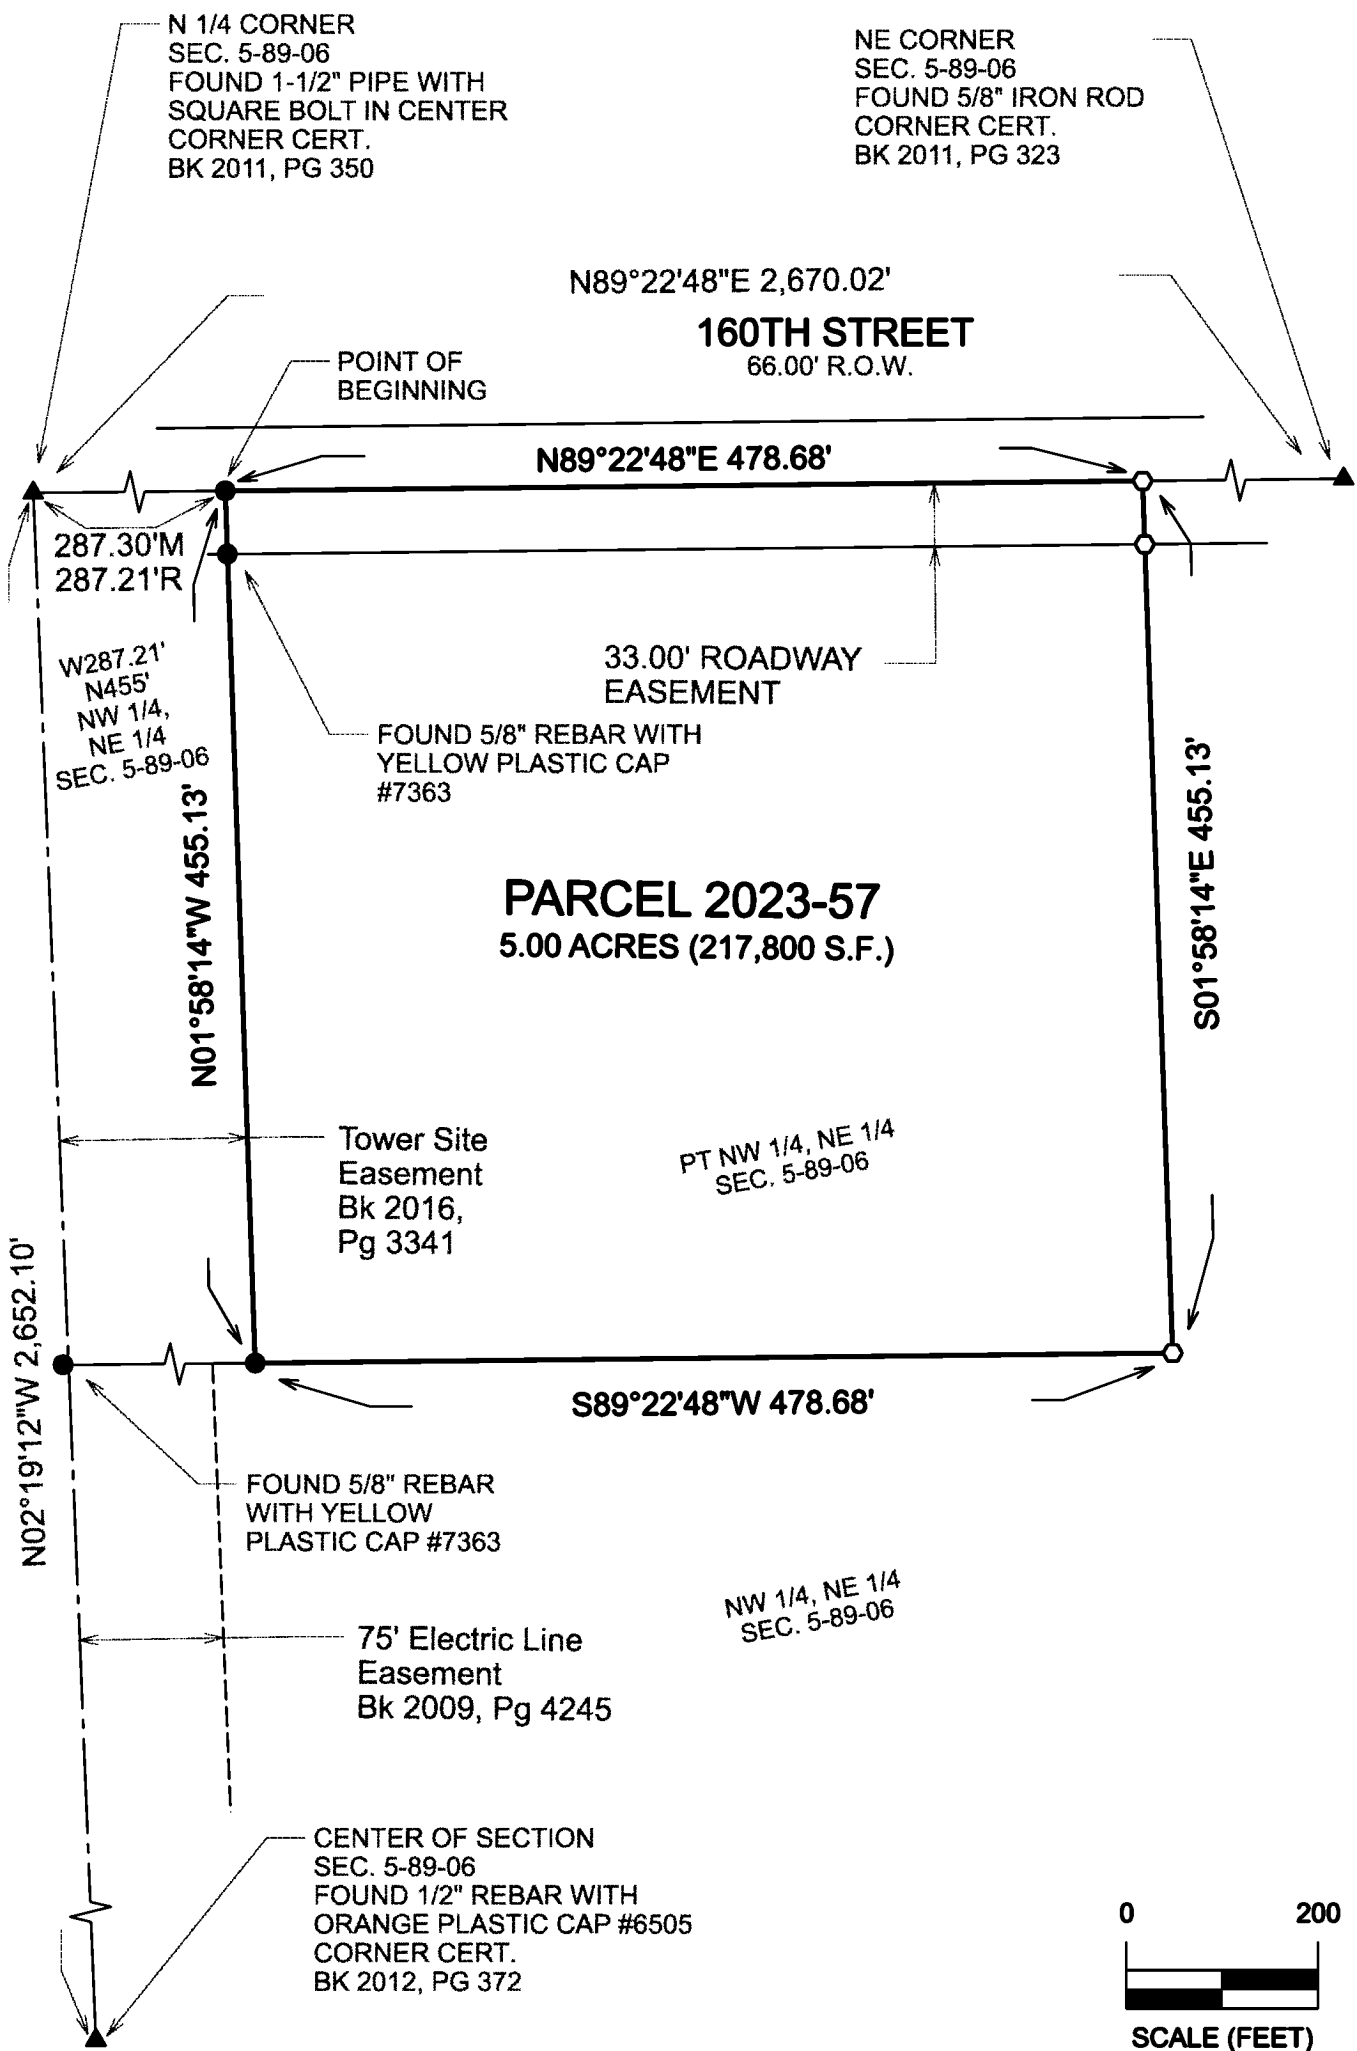 N 1/4 CORNER
SEC. 5-89-06
FOUND 1-1/2" PIPE WITH
SQUARE BOLT IN CENTER
CORNER CERT.
BK 2011, PG 350
NE CORNER
SEC. 5-89-06
FOUND 5/8" IRON ROD
CORNER CERT.
BK 2011, PG 323
N89°22'48"E 2,670.02'
160TH STREET
66.00' R.O.W.
POINT OF
BEGINNING
N89°22'48"E 478.68'
287.30'M
287.21'R
W287.21'
N455'
NW 1/4,
NE 1/4
SEC. 5-89-06
33.00' ROADWAY
EASEMENT
FOUND 5/8" REBAR WITH
YELLOW PLASTIC CAP
#7363
N01°58'14"W 455.13'
S01°58'14"E 455.13'
PARCEL 2023-57
5.00 ACRES (217,800 S.F.)
Tower Site
Easement
Bk 2016,
Pg 3341
PT NW 1/4, NE 1/4
SEC. 5-89-06
N02°19'12"W 2,652.10'
S89°22'48"W 478.68'
FOUND 5/8" REBAR
WITH YELLOW
PLASTIC CAP #7363
NW 1/4, NE 1/4
SEC. 5-89-06
75' Electric Line
Easement
Bk 2009, Pg 4245
CENTER OF SECTION
SEC. 5-89-06
FOUND 1/2" REBAR WITH
ORANGE PLASTIC CAP #6505
CORNER CERT.
BK 2012, PG 372
0 200
SCALE (FEET)